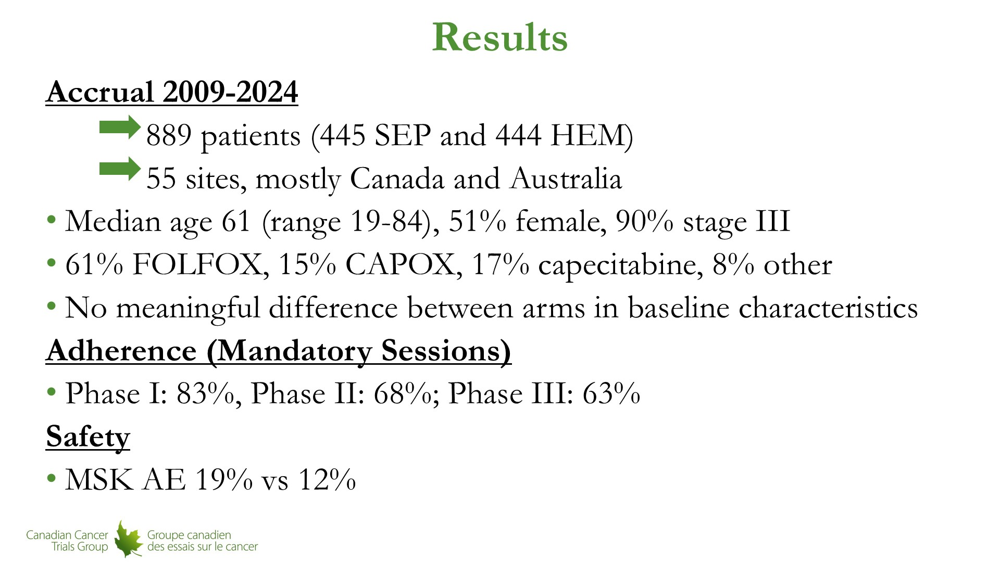 Results
Accrual 2009-2024
889 patients (445 SEP and 444 HEM)
55 sites, mostly Canada and Australia
• Median age 61 (range 19-84), 51% female, 90% stage III
• 61% FOLFOX, 15% CAPOX, 17% capecitabine, 8% other
• No meaningful difference between arms in baseline characteristics
Adherence (Mandatory Sessions)
• Phase I: 83%, Phase II: 68%; Phase III: 63%
Safety
• MSK AE 19% vs 12%
Canadian Cancer
Trials Group
Groupe canadien
des essais sur le cancer